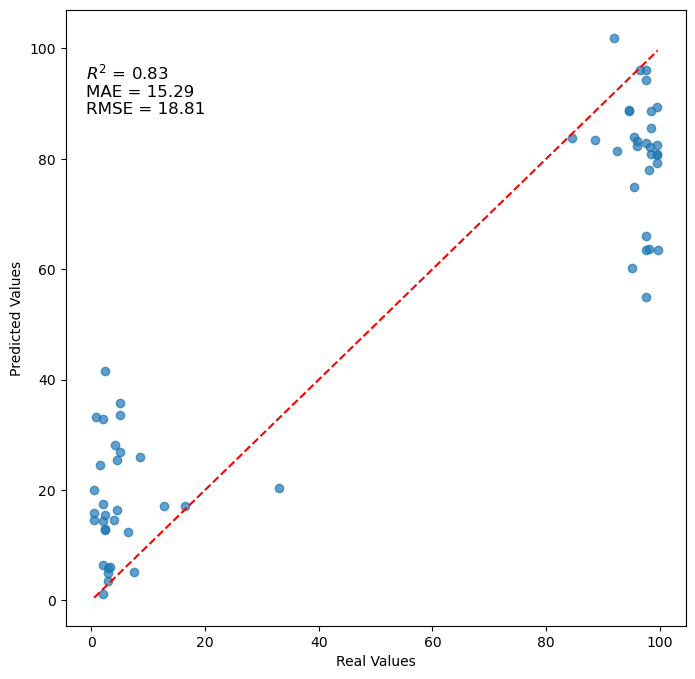 R² = 0.83
MAE = 15.29
RMSE = 18.81
100
80
60
40
20
0
Predicted Values
0 20 40 60 80 100
Real Values